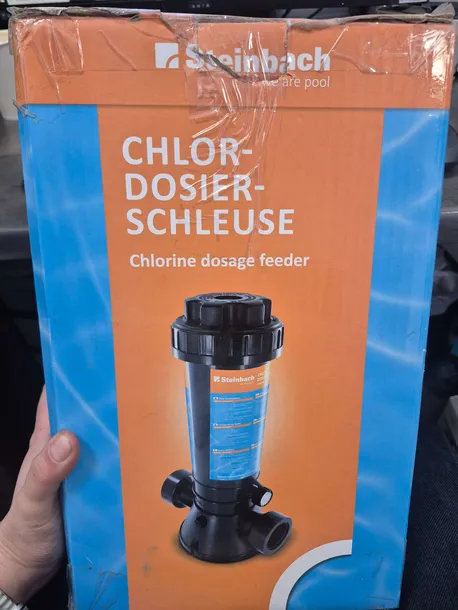 Steinbach
we are pool
CHLOR-
DOSIER-
SCHLEUSE
Chlorine dosage feeder
Steinbach